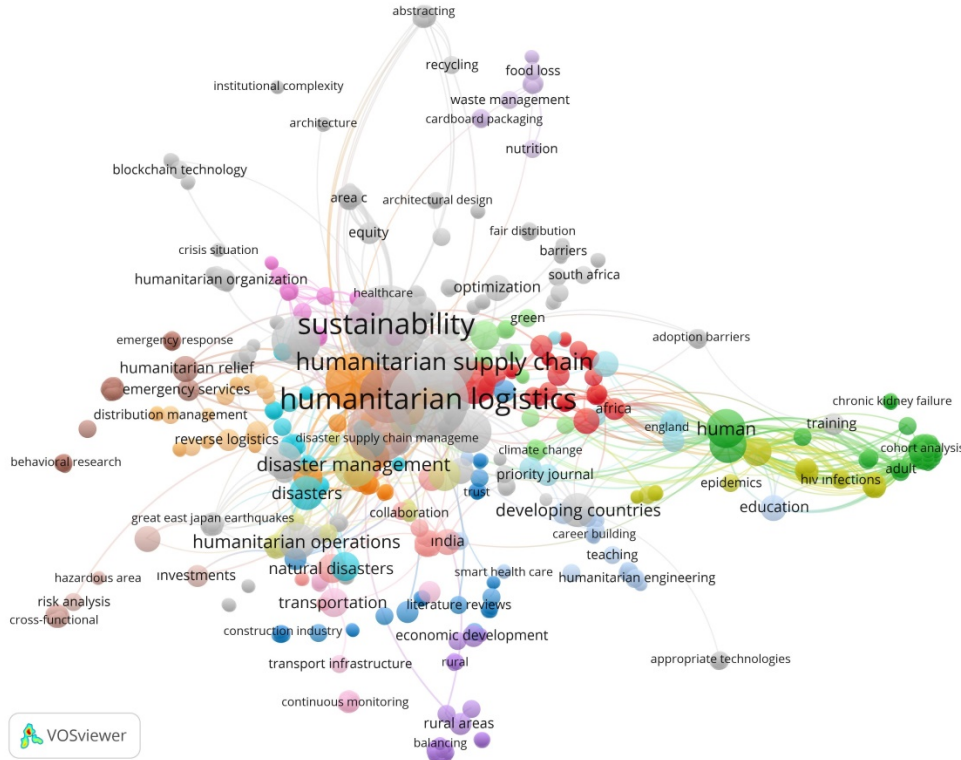 abstracting
recycling
food loss
institutional complexity
waste management
cardboard packaging
architecture
nutrition
blockchain technology
area c
architectural design
equity
fair distribution
crisis situation
barriers
humanitarian organization
south africa
healthcare
optimization
sustainability
green
emergency response
adoption barriers
humanitarian supply chain
humanitarian relief
emergency services
humanitarian logistics
chronic kidney failure
distribution management
africa
human
training
england
reverse logistics
disaster supply chain manageme
cohort analysis
climate change
behavioral research
disaster management
priority journal
adult
hiv infections
epidemics
disasters
trust
education
great east japan earthquakes
collaboration
developing countries
career building
humanitarian operations
india
teaching
hazardous area
investments
natural disasters
smart health care
humanitarian engineering
risk analysis
transportation
literature reviews
cross-functional
construction industry
economic development
transport infrastructure
rural
appropriate technologies
continuous monitoring
rural areas
balancing
VOSviewer